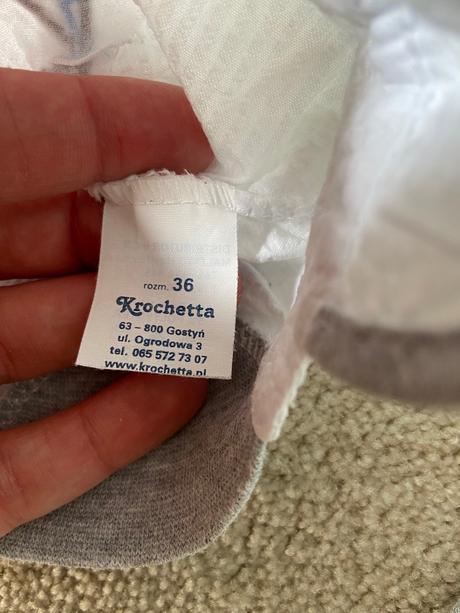 rozm. 36
Krochetta
63 – 800 Gostyń
ul. Ogrodowa 3
tel. 065 572 73 07
www.krochetta.pl